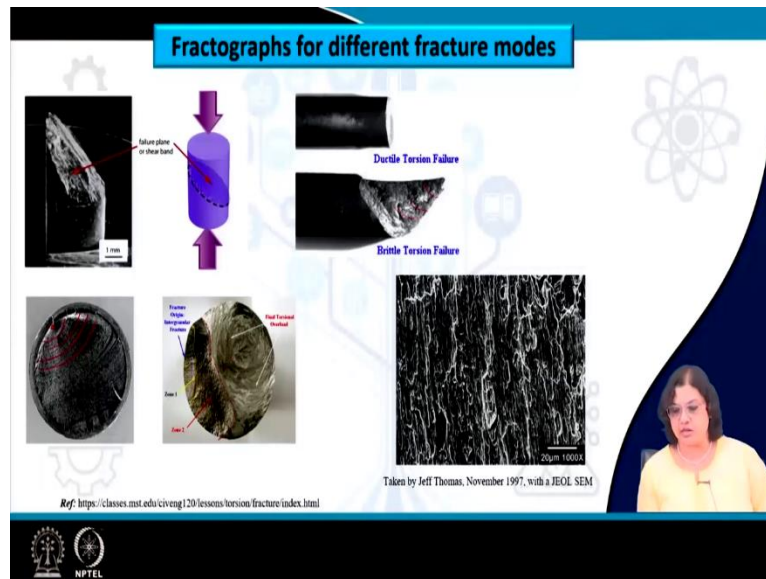 Fractographs for different fracture modes
failure plane
or shear band
1 mm
Ductile Torsion Failure
Brittle Torsion Failure
Fracture
Origin-
Intergranular
Fracture
Final Torsional
Overload
Zone 1
Zone 2
20µm 1000X
Taken by Jeff Thomas, November 1997, with a JEOL SEM
Ref: https://classes.mst.edu/civeng120/lessons/torsion/fracture/index.html
NPTEL